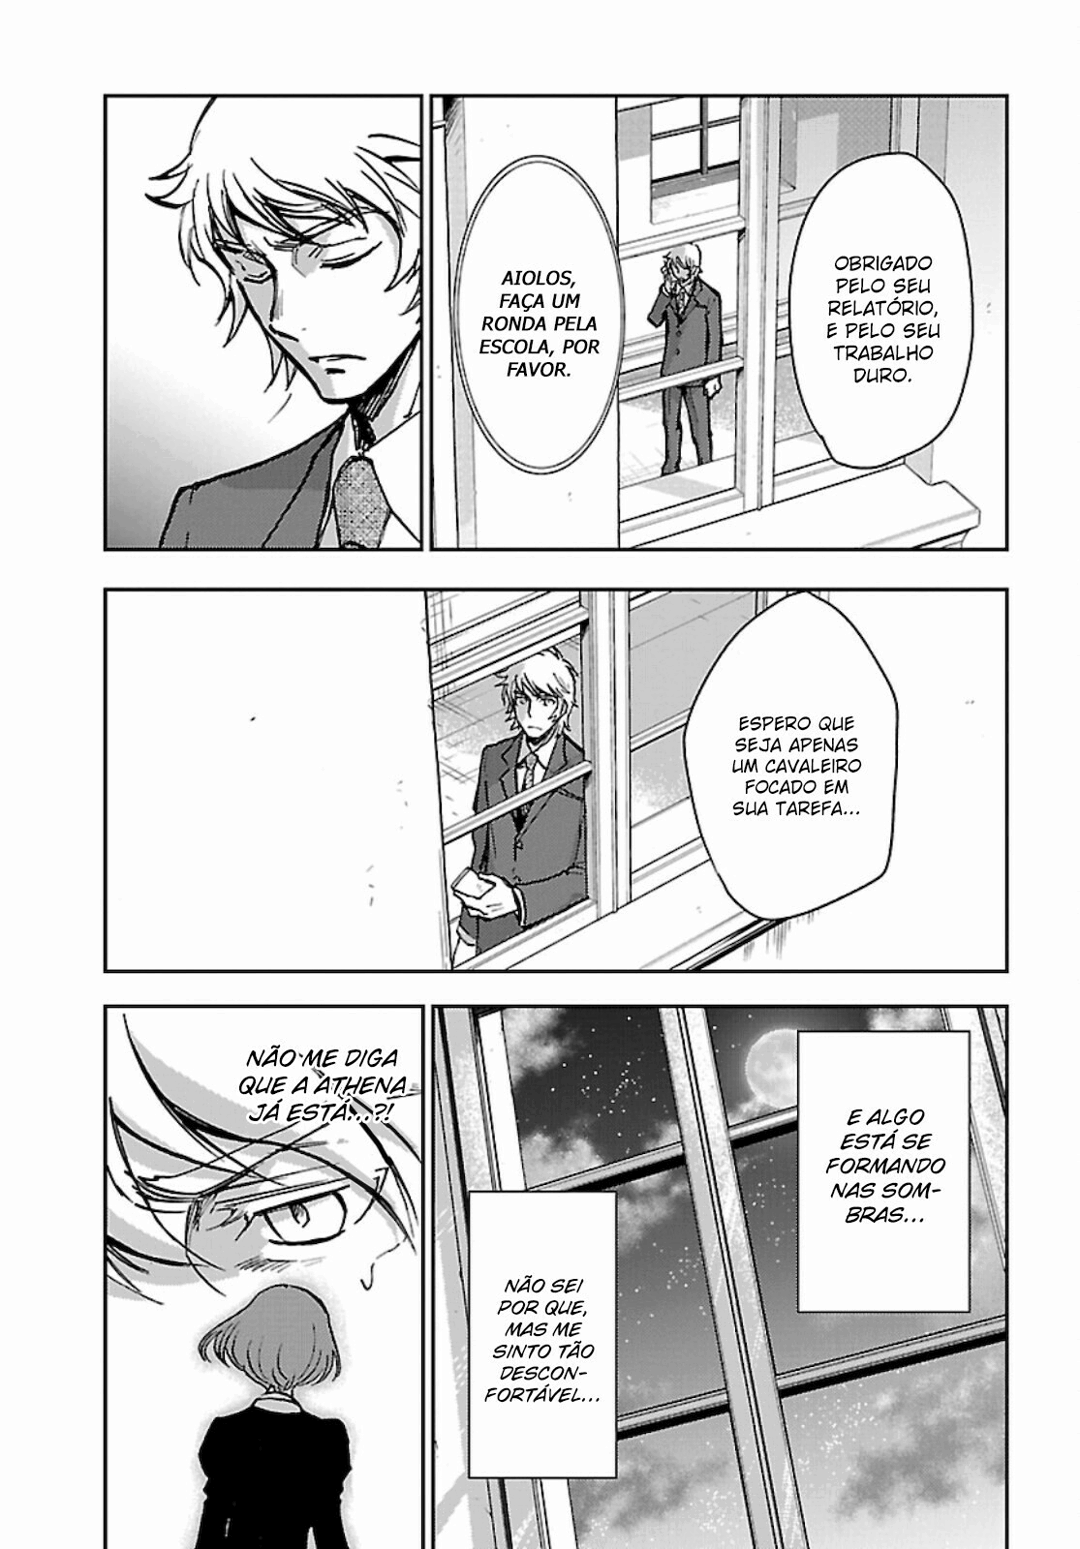 OBRIGADO
PELO SEU
RELATÓRIO,
E PELO SEU
TRABALHO
DURO.
AIOLOS,
FAÇA UM
RONDA PELA
ESCOLA, POR
FAVOR.
ESPERO QUE
SEJA APENAS
UM CAVALEIRO
FOCADO EM
SUA TAREFA...
E ALGO
ESTÁ SE
FORMANDO
NAS SOM-
BRAS...
NÃO SEI
POR QUE,
MAS ME
SINTO TÃO
DESCON-
FORTÁVEL...
NÃO ME DIGA
QUE A ATHENA
JÁ ESTÁ...?!